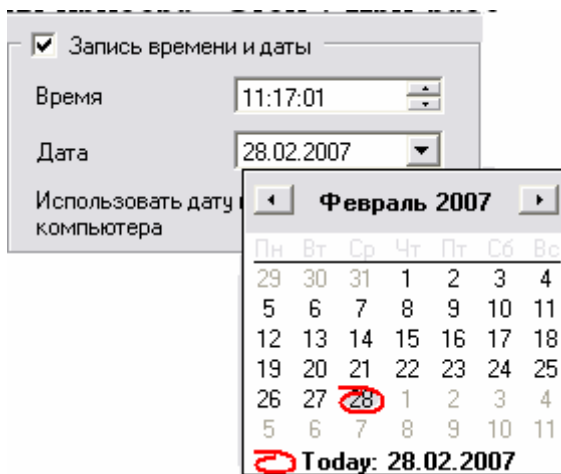 Запись времени и даты
Время 11:17:01
Дата 28.02.2007
Использовать дату
компьютера
Февраль 2007
Пн Вт Ср Чт Пт Сб Вс
29 30 31 1 2 3 4
5 6 7 8 9 10 11
12 13 14 15 16 17 18
19 20 21 22 23 24 25
26 27 28 1 2 3 4
5 6 7 8 9 10 11
Today: 28.02.2007